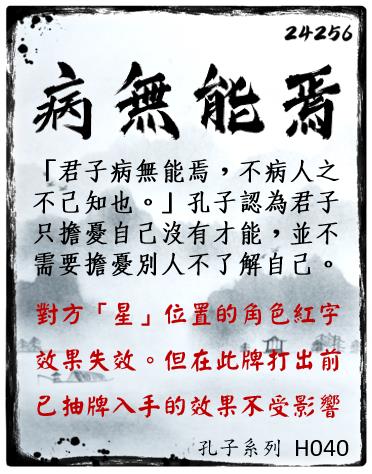 24256
病無能焉
「君子病無能焉，不病人之
不己知也。」孔子認為君子
只擔憂自己沒有才能，並不
需要擔憂別人不了解自己。
對方「星」位置的角色紅字
效果失效。但在此牌打出前
已抽牌入手的效果不受影響
孔子系列 H040